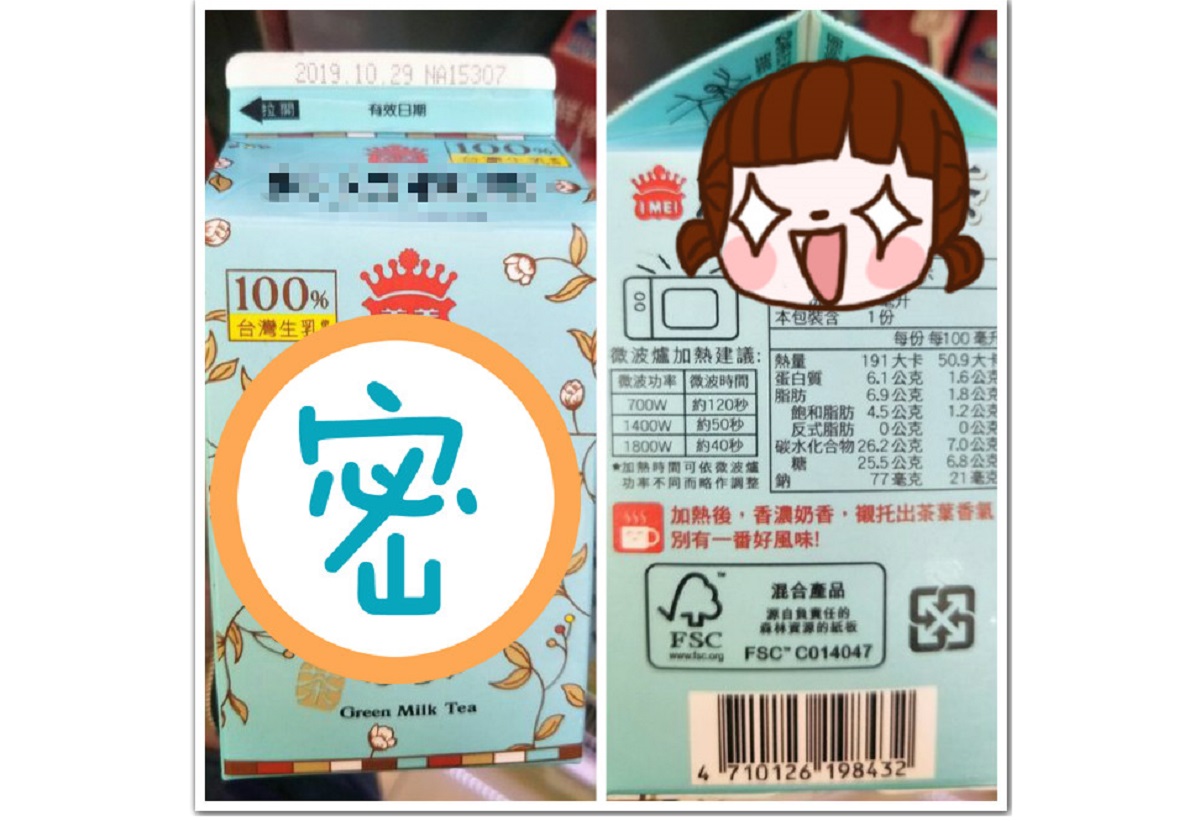 2019.10.29 NA15307
拉開
有效日期
100%
100%
台灣生乳
密
茶
Green Milk Tea
I MEI
本包裝含 1份
每份 每100毫升
熱量 191大卡 50.9大卡
蛋白質 6.1公克 1.6公克
脂肪 6.9公克 1.8公克
飽和脂肪 4.5公克 1.2公克
反式脂肪 0公克 0公克
碳水化合物 26.2公克 7.0公克
糖 25.5公克 6.8公克
鈉 77毫克 21毫克
微波爐加熱建議:
微波功率 微波時間
700W 約120秒
1400W 約50秒
1800W 約40秒
*加熱時間可依微波爐
功率不同而略作調整
加熱後，香濃奶香，襯托出茶葉香氣
別有一番好風味!
FSC
www.fsc.org
混合產品
源自負責任的
森林資源的紙板
FSC™ C014047
4 710126 198432